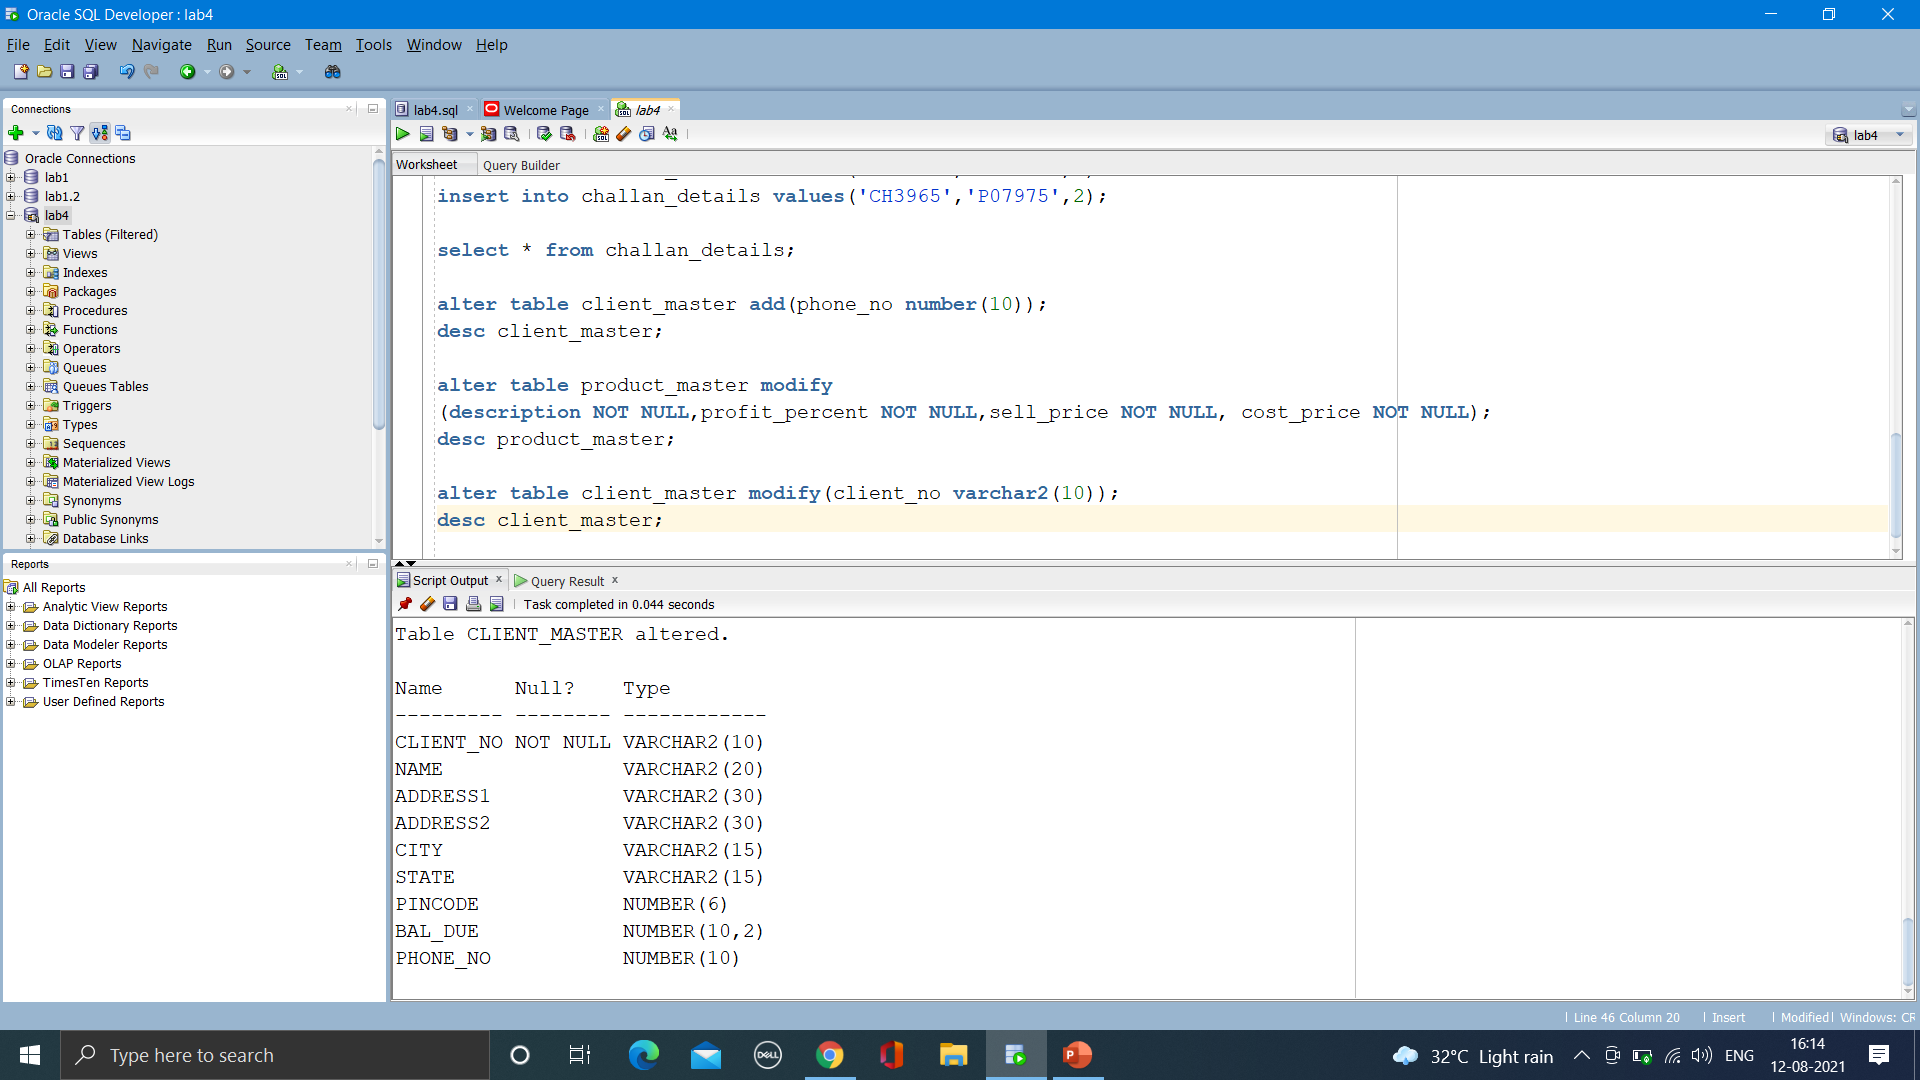 Oracle SQL Developer : lab4
File Edit View Navigate Run Source Team Tools Window Help
Connections
Oracle Connections
lab1
lab1.2
lab4
Tables (Filtered)
Views
Indexes
Packages
Procedures
Functions
Operators
Queues
Queues Tables
Triggers
Types
Sequences
Materialized Views
Materialized View Logs
Synonyms
Public Synonyms
Database Links
Reports
All Reports
Analytic View Reports
Data Dictionary Reports
Data Modeler Reports
OLAP Reports
TimesTen Reports
User Defined Reports
lab4.sql Welcome Page lab4
lab4
Worksheet Query Builder
insert into challan_details values('CH3965','P07975',2);
select * from challan_details;
alter table client_master add(phone_no number(10));
desc client_master;
alter table product_master modify
(description NOT NULL,profit_percent NOT NULL,sell_price NOT NULL, cost_price NOT NULL);
desc product_master;
alter table client_master modify(client_no varchar2(10));
desc client_master;
Script Output Query Result
Task completed in 0.044 seconds
Table CLIENT_MASTER altered.
Name Null? Type
--------- -------- ------------
CLIENT_NO NOT NULL VARCHAR2(10)
NAME VARCHAR2(20)
ADDRESS1 VARCHAR2(30)
ADDRESS2 VARCHAR2(30)
CITY VARCHAR2(15)
STATE VARCHAR2(15)
PINCODE NUMBER(6)
BAL_DUE NUMBER(10,2)
PHONE_NO NUMBER(10)
Line 46 Column 20 Insert Modified Windows: CR
Type here to search
DELL
32°C Light rain
ENG
16:14
12-08-2021